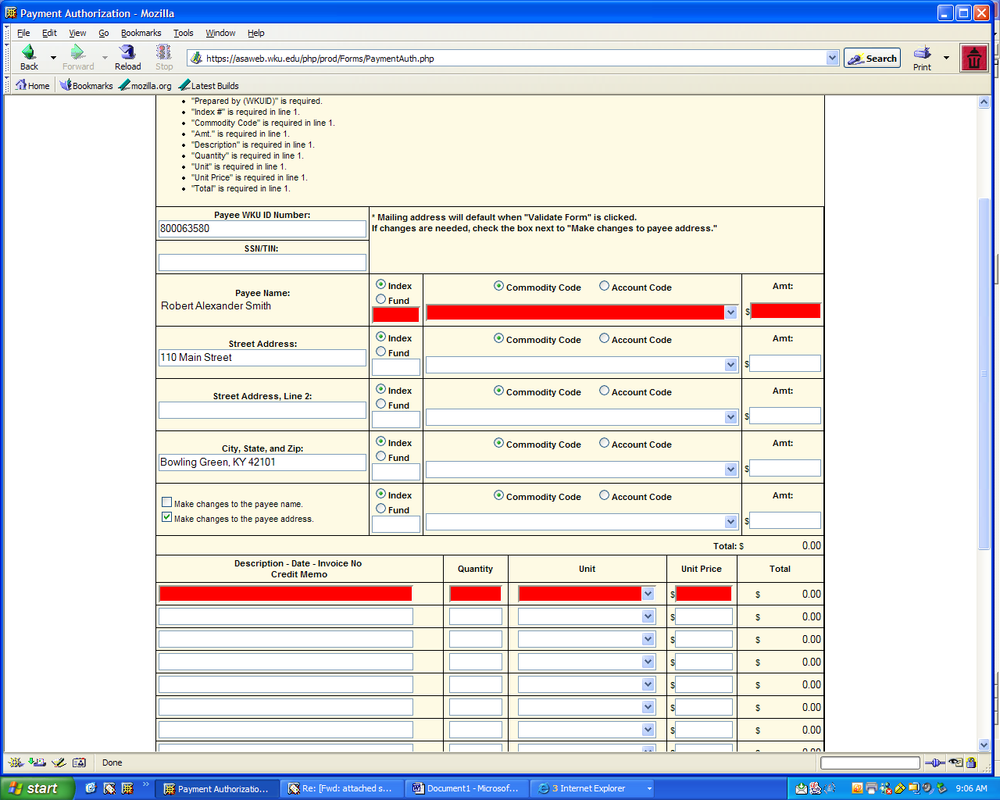 Payment Authorization - Mozilla
File Edit View Go Bookmarks Tools Window Help
Back Forward Reload Stop https://asaweb.wku.edu/php/prod/Forms/PaymentAuth.php Search Print
Home Bookmarks mozilla.org Latest Builds
• "Prepared by (WKUID)" is required.
• "Index #" is required in line 1.
• "Commodity Code" is required in line 1.
• "Amt." is required in line 1.
• "Description" is required in line 1.
• "Quantity" is required in line 1.
• "Unit" is required in line 1.
• "Unit Price" is required in line 1.
• "Total" is required in line 1.
Payee WKU ID Number:
800063580
* Mailing address will default when "Validate Form" is clicked.
If changes are needed, check the box next to "Make changes to payee address."
SSN/TIN:
Payee Name:
Robert Alexander Smith
Index
Fund
Commodity Code Account Code
Amt:
$
Street Address:
110 Main Street
Index
Fund
Commodity Code Account Code
Amt:
$
Street Address, Line 2:
Index
Fund
Commodity Code Account Code
Amt:
$
City, State, and Zip:
Bowling Green, KY 42101
Index
Fund
Commodity Code Account Code
Amt:
$
Make changes to the payee name.
Make changes to the payee address.
Index
Fund
Commodity Code Account Code
Amt:
$
Total: $ 0.00
Description - Date - Invoice No
Credit Memo
Quantity Unit Unit Price Total
$ $ 0.00
$ $ 0.00
$ $ 0.00
$ $ 0.00
$ $ 0.00
$ $ 0.00
$ $ 0.00
$ $ 0.00
Done
start Payment Authorizatio... Re: [Fwd: attached s... Document1 - Microsof... 3 Internet Explorer 9:06 AM